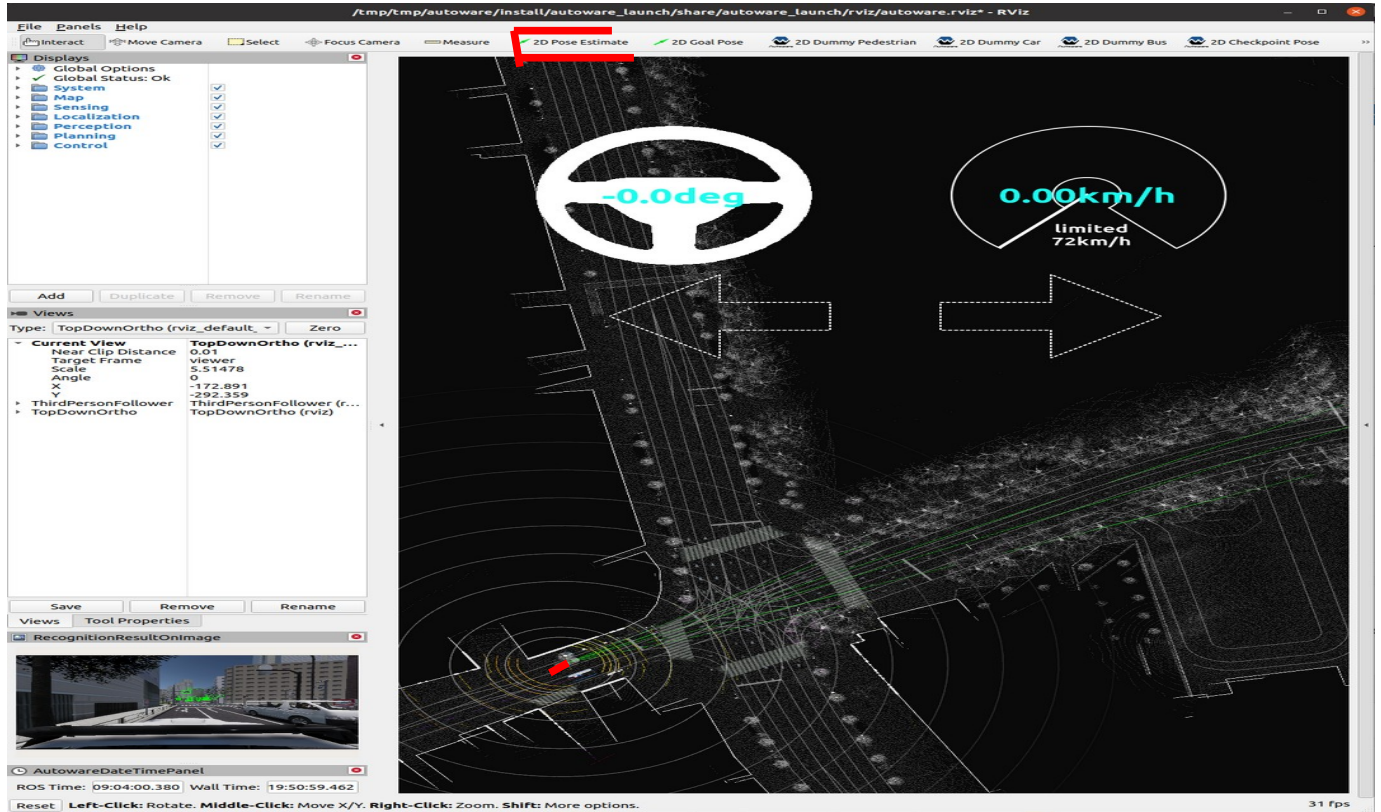 /tmp/tmp/autoware/install/autoware_launch/share/autoware_launch/rviz/autoware.rviz* - RViz
File Panels Help
Interact Move Camera Select Focus Camera Measure 2D Pose Estimate 2D Goal Pose 2D Dummy Pedestrian 2D Dummy Car 2D Dummy Bus 2D Checkpoint Pose
Displays
Global Options
Global Status: Ok
System
Map
Sensing
Localization
Perception
Planning
Control
Add Duplicate Remove Rename
Views
Type: TopDownOrtho (rviz_default_ Zero
Current View TopDownOrtho (rviz_...
Near Clip Distance 0.01
Target Frame viewer
Scale 5.51478
Angle 0
X -172.891
Y -292.359
ThirdPersonFollower ThirdPersonFollower (r...
TopDownOrtho TopDownOrtho (rviz)
Save Remove Rename
Views Tool Properties
RecognitionResultOnImage
AutowareDateTimePanel
ROS Time: 09:04:00.380 Wall Time: 19:50:59.462
Reset Left-Click: Rotate. Middle-Click: Move X/Y. Right-Click: Zoom. Shift: More options. 31 fps
-0.0deg
0.00km/h
limited
72km/h